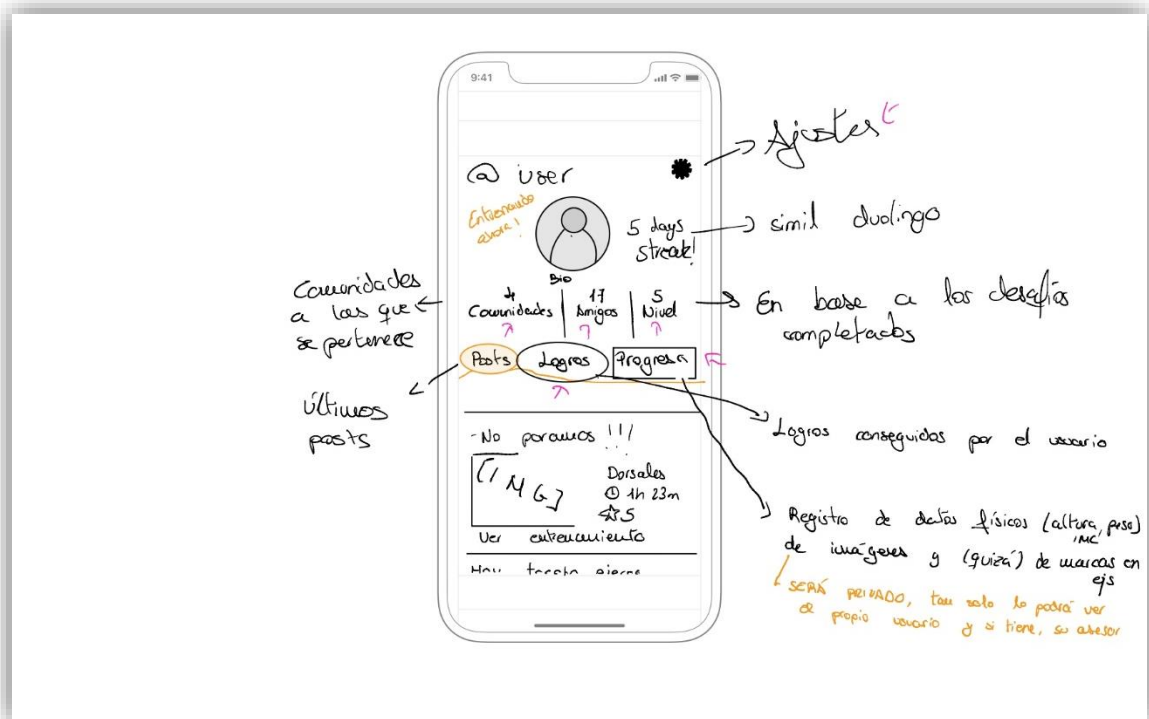 9:41
@ user
Ajustes
Entrenando
ahora!
5 days
streak!
simil duolingo
Bio
Comunidades
a las que
se pertenece
4
Comunidades
17
Amigos
5
Nivel
En base a los desafíos
completados
Posts
Logros
Progreso
Últimos
posts
Logros conseguidos por el usuario
-No paramos !!!
[IMG]
Dorsales
1h 23m
5
Ver entrenamiento
Hoy tocaba pierna
Registro de datos físicos (altura, peso)
IMC
de imágenes y (quizá) de marcas en
ejs
SERÁ PRIVADO, tan solo lo podrá ver
el propio usuario y si tiene, su asesor